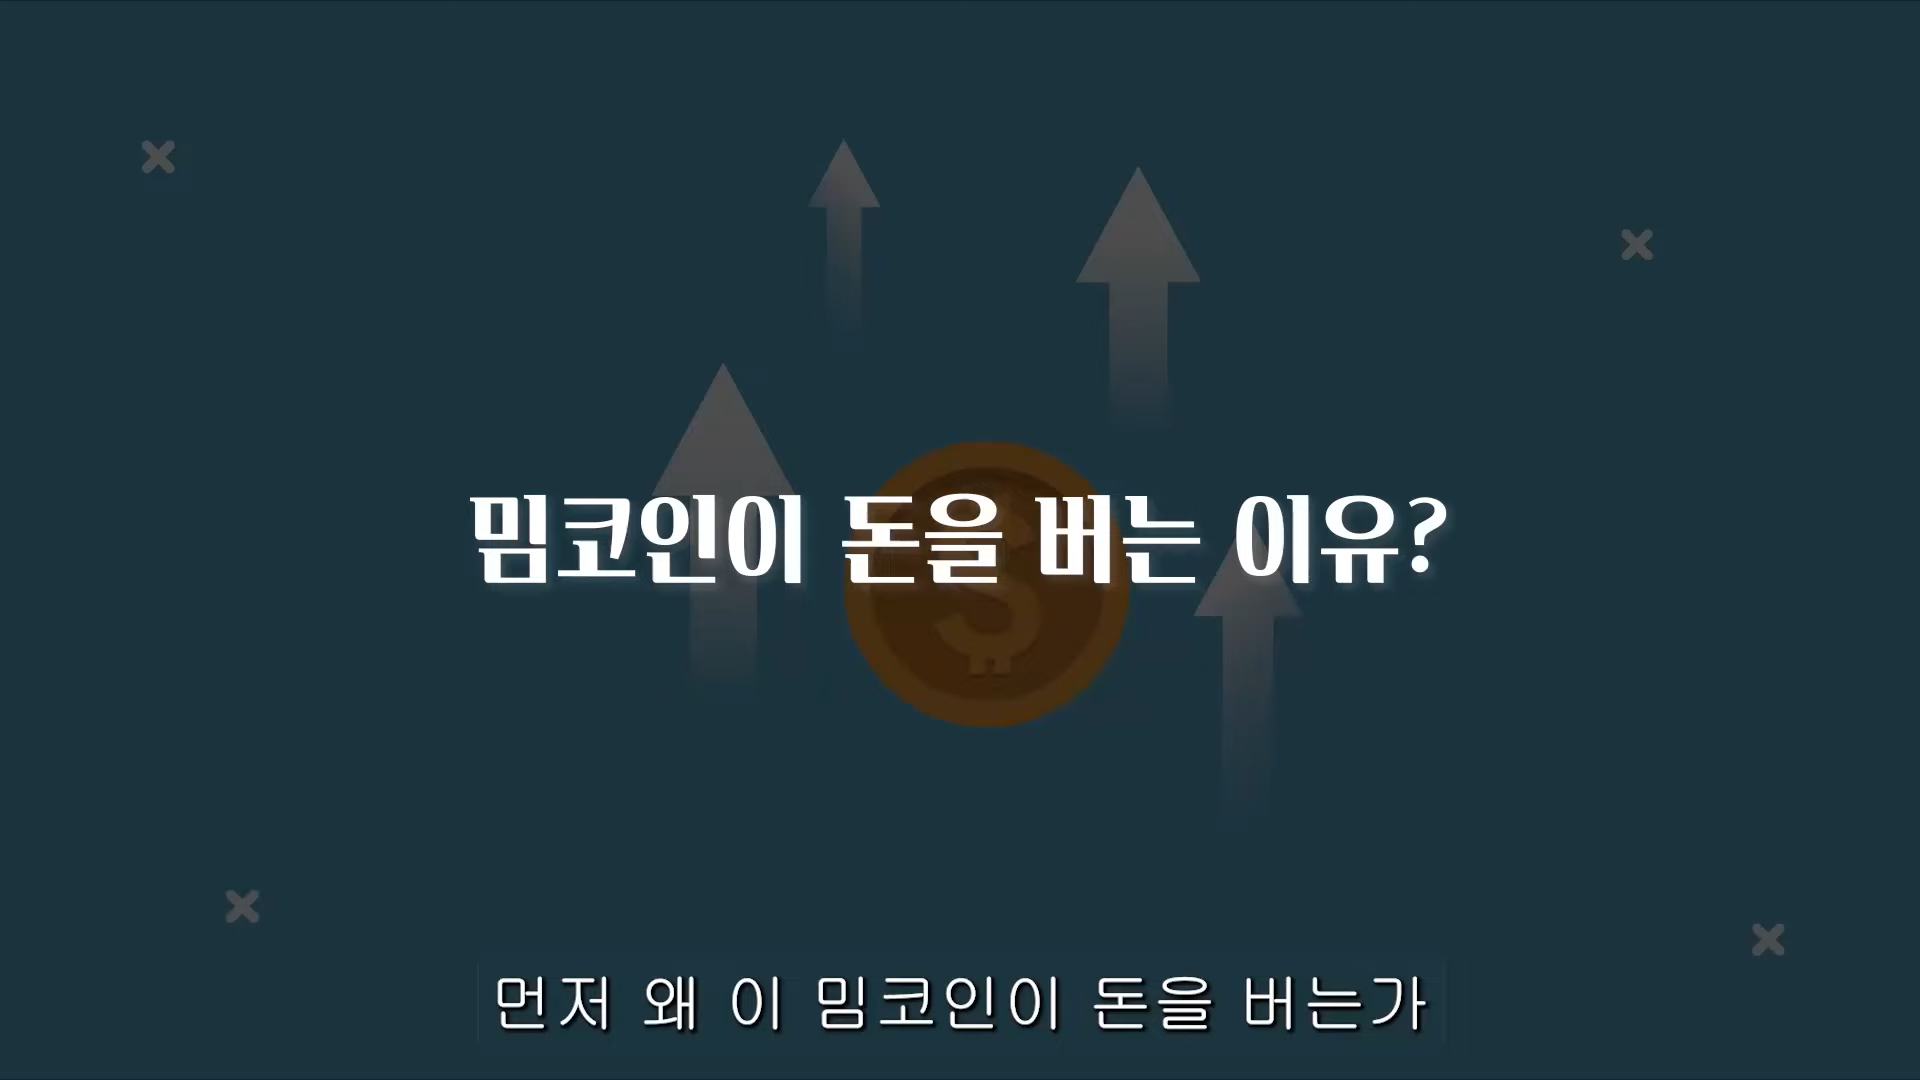 밈코인이 돈을 버는 이유?
먼저 왜 이 밈코인이 돈을 버는가